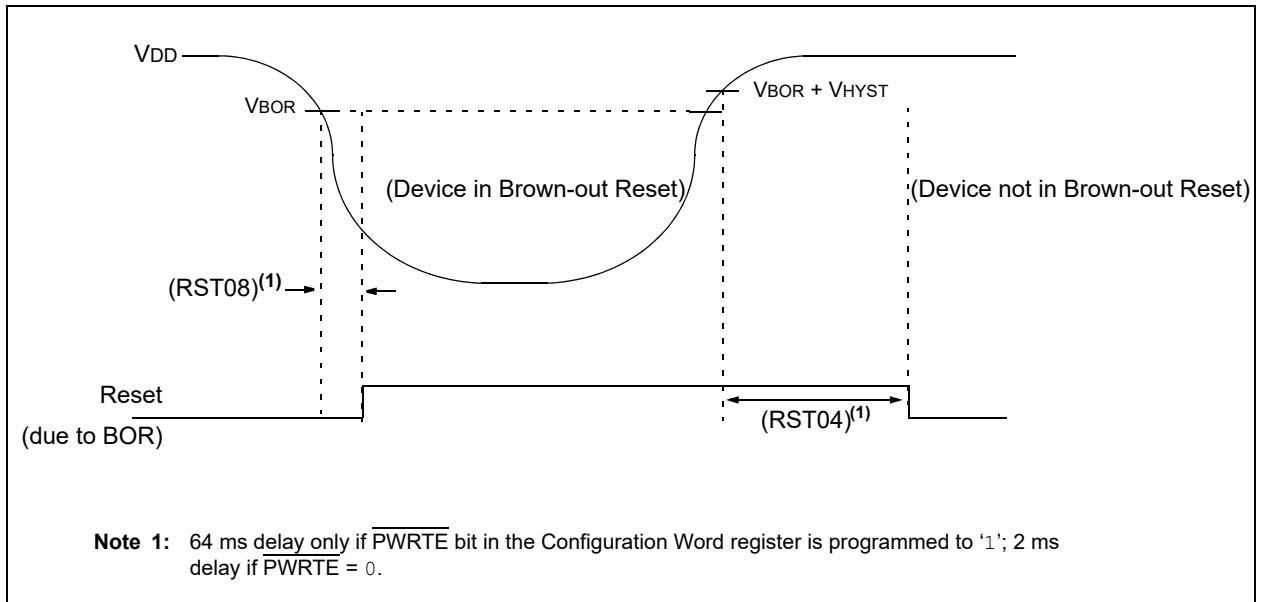 VDD
VBOR + VHYST
VBOR
(Device in Brown-out Reset)
(Device not in Brown-out Reset)
(RST08)(1)
Reset
(due to BOR)
(RST04)(1)
Note 1: 64 ms delay only if PWRTE bit in the Configuration Word register is programmed to ‘1’; 2 ms
delay if PWRTE = 0.